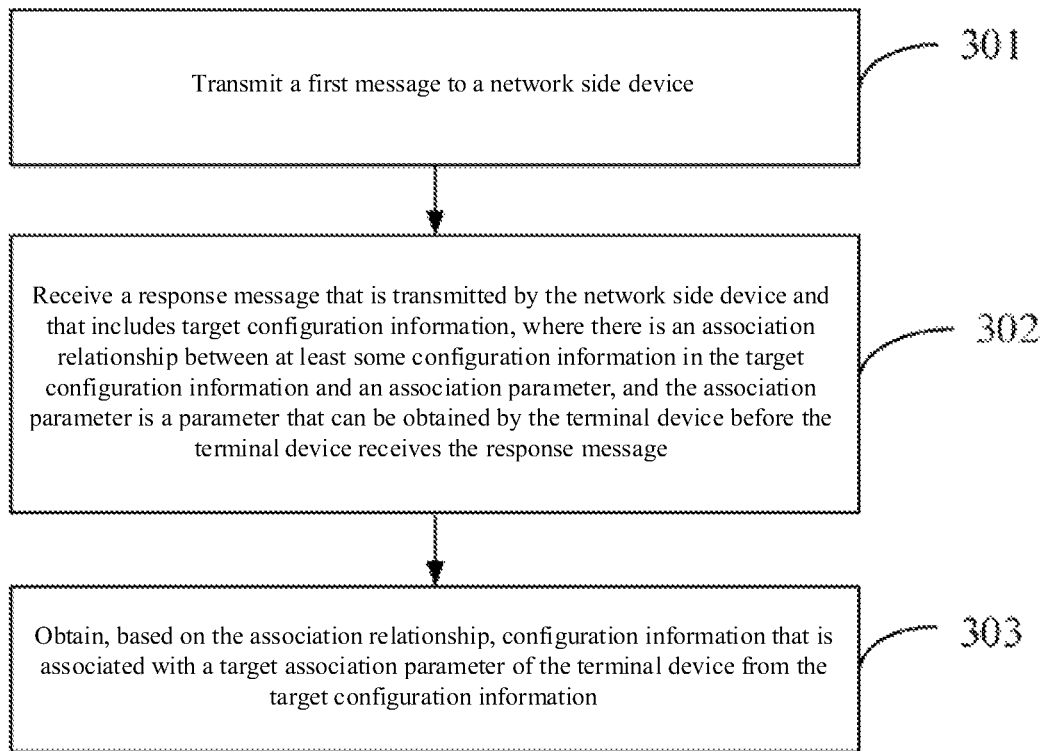 Transmit a first message to a network side device
301
Receive a response message that is transmitted by the network side device and
that includes target configuration information, where there is an association
relationship between at least some configuration information in the target
configuration information and an association parameter, and the association
parameter is a parameter that can be obtained by the terminal device before the
terminal device receives the response message
302
Obtain, based on the association relationship, configuration information that is
associated with a target association parameter of the terminal device from the
target configuration information
303